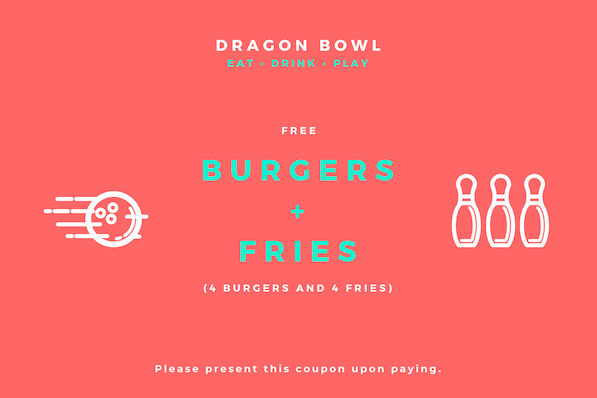 DRAGON BOWL
EAT • DRINK • PLAY
FREE
BURGERS
+
FRIES
(4 BURGERS AND 4 FRIES)
Please present this coupon upon paying.